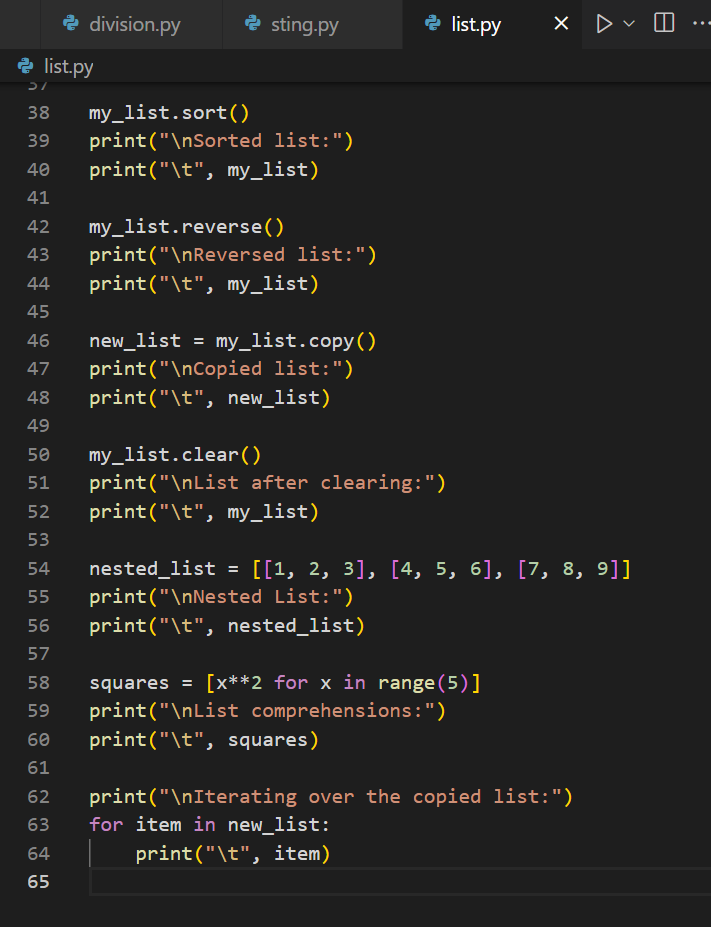 division.py sting.py list.py
list.py
37
38 my_list.sort()
39 print("\nSorted list:")
40 print("\t", my_list)
41
42 my_list.reverse()
43 print("\nReversed list:")
44 print("\t", my_list)
45
46 new_list = my_list.copy()
47 print("\nCopied list:")
48 print("\t", new_list)
49
50 my_list.clear()
51 print("\nList after clearing:")
52 print("\t", my_list)
53
54 nested_list = [[1, 2, 3], [4, 5, 6], [7, 8, 9]]
55 print("\nNested List:")
56 print("\t", nested_list)
57
58 squares = [x**2 for x in range(5)]
59 print("\nList comprehensions:")
60 print("\t", squares)
61
62 print("\nIterating over the copied list:")
63 for item in new_list:
64     print("\t", item)
65